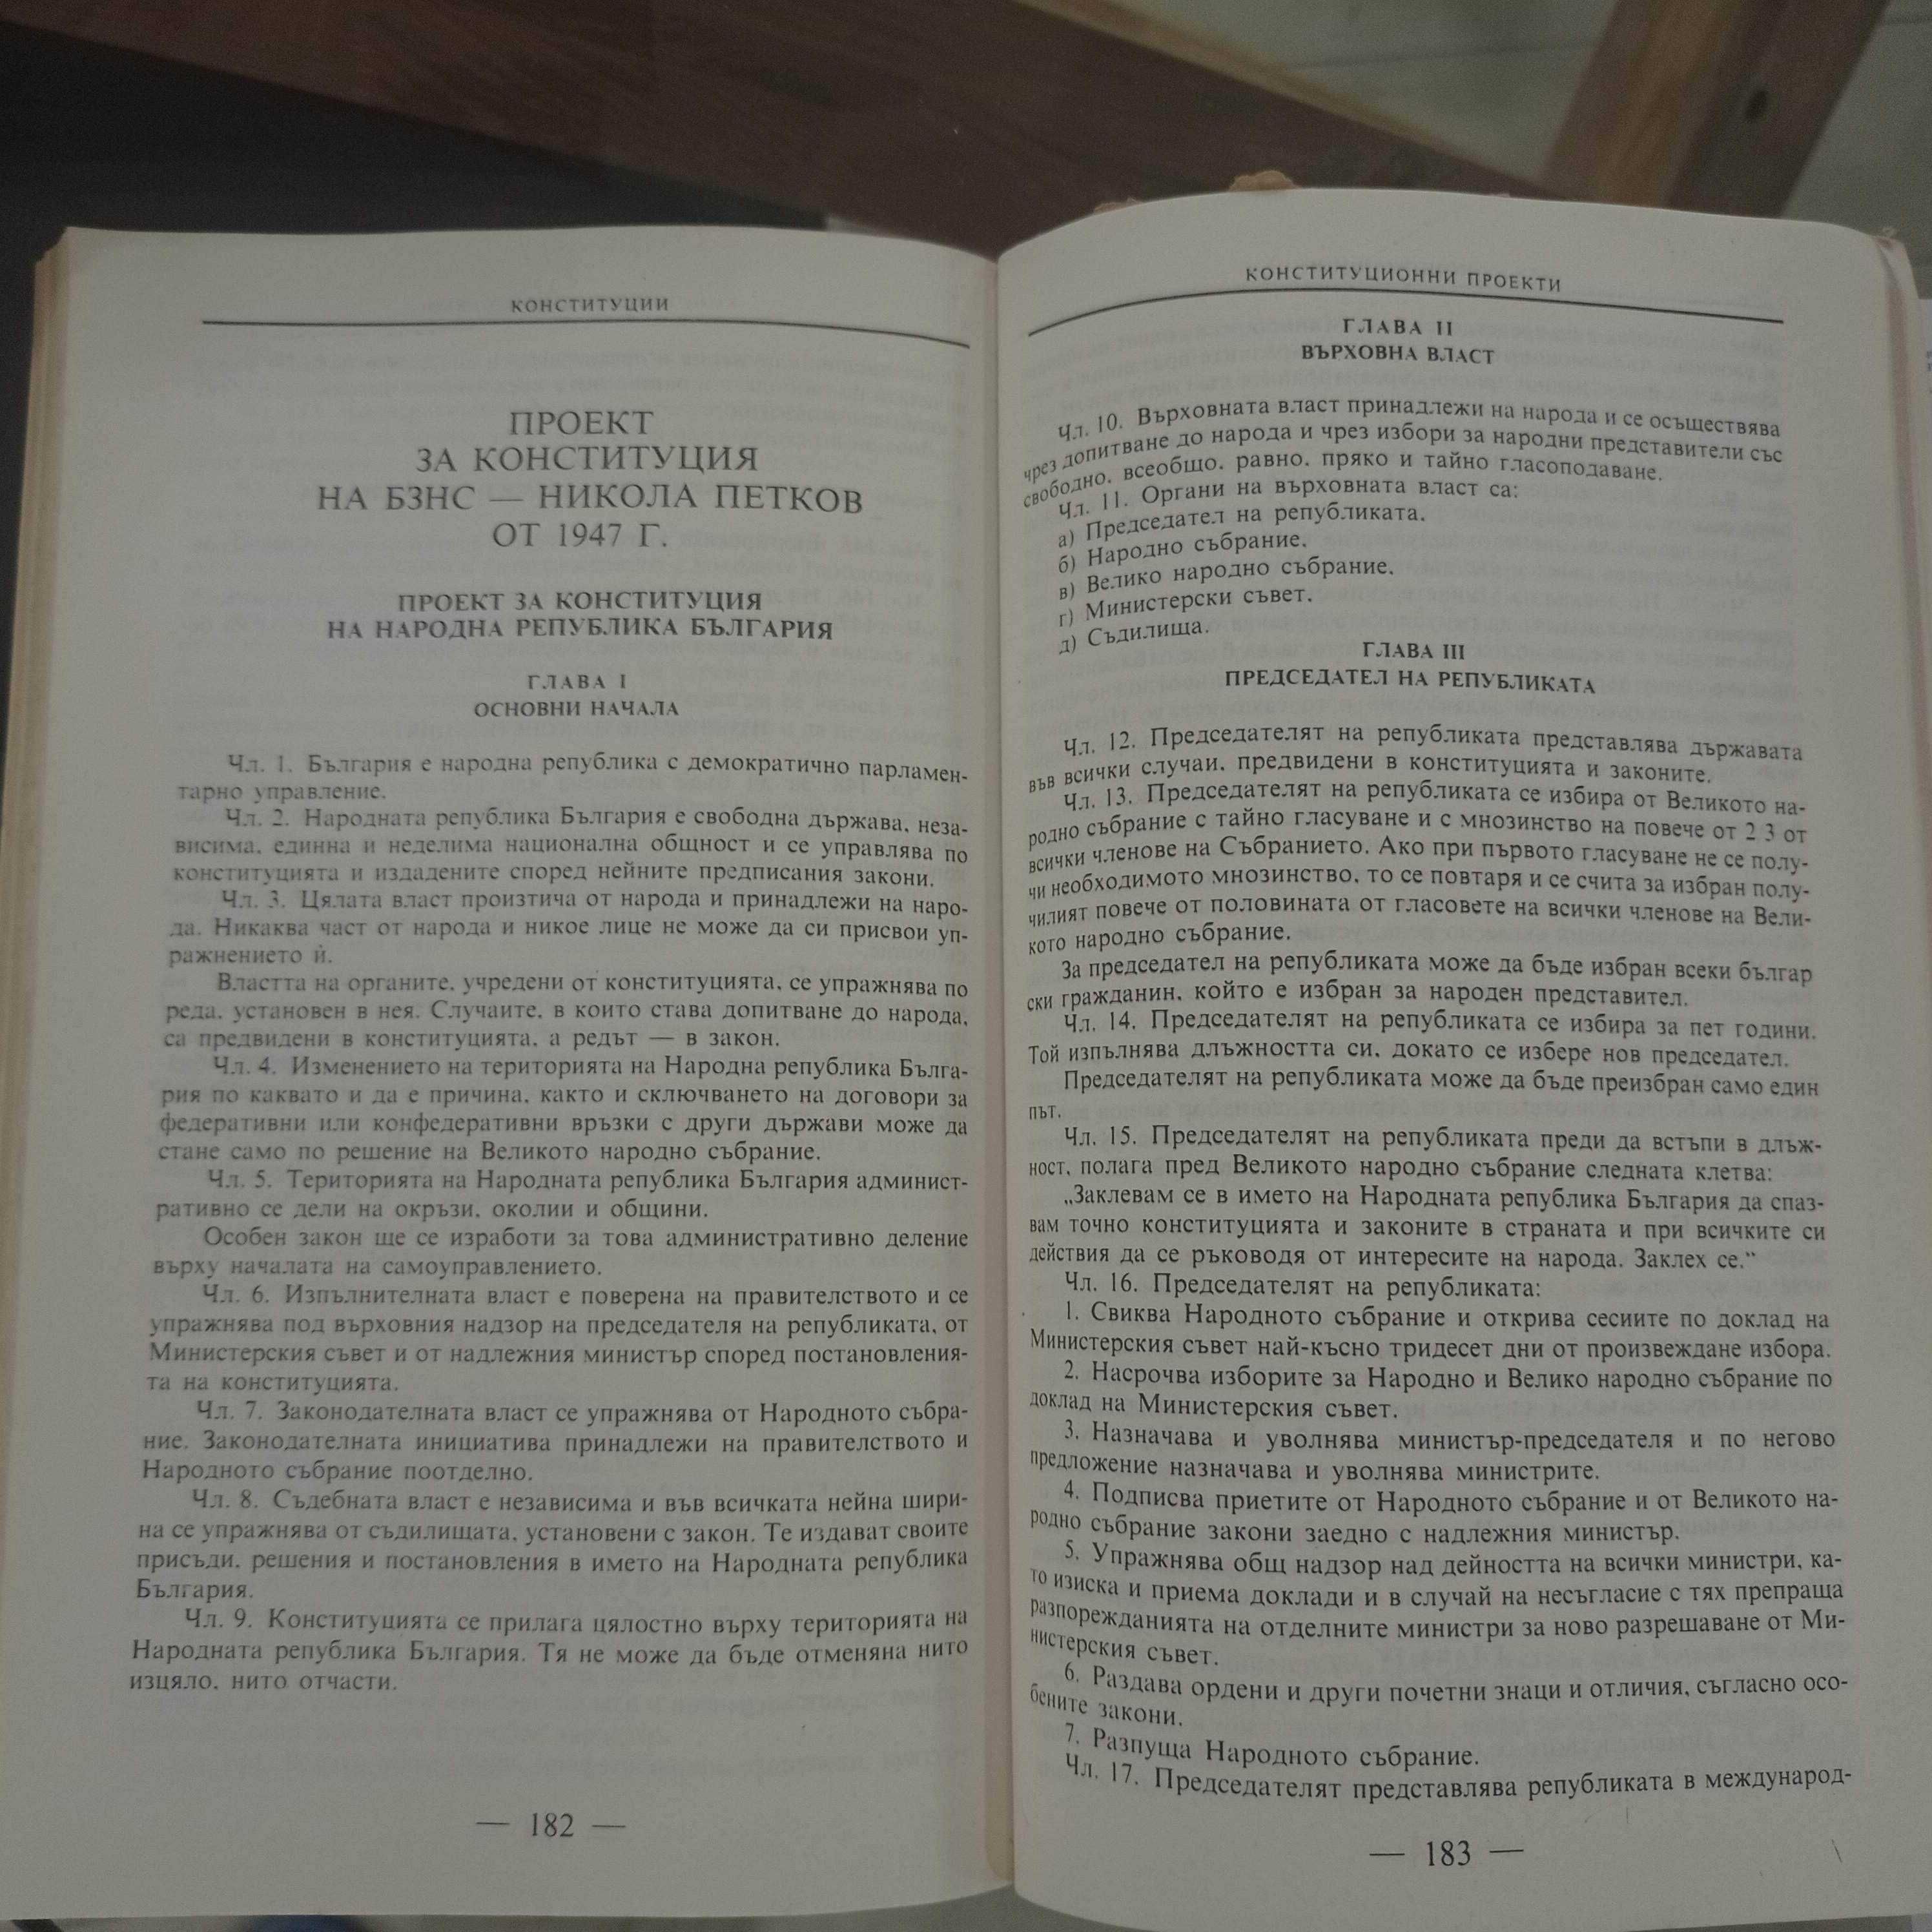 КОНСТИТУЦИИ
ПРОЕКТ
ЗА КОНСТИТУЦИЯ
НА БЗНС — НИКОЛА ПЕТКОВ
ОТ 1947 Г.
ПРОЕКТ ЗА КОНСТИТУЦИЯ
НА НАРОДНА РЕПУБЛИКА БЪЛГАРИЯ
ГЛАВА I
ОСНОВНИ НАЧАЛА
Чл. 1. България е народна република с демократично парламен-
тарно управление.
Чл. 2. Народната република България е свободна държава, неза-
висима, единна и неделима национална общност и се управлява по
конституцията и издадените според нейните предписания закони.
Чл. 3. Цялата власт произтича от народа и принадлежи на наро-
да. Никаква част от народа и никое лице не може да си присвои уп-
ражнението ѝ.
Властта на органите, учредени от конституцията, се упражнява по
реда, установен в нея. Случаите, в които става допитване до народа,
са предвидени в конституцията, а редът — в закон.
Чл. 4. Изменението на територията на Народна република Бълга-
рия по каквато и да е причина, както и сключването на договори за
федеративни или конфедеративни връзки с други държави може да
стане само по решение на Великото народно събрание.
Чл. 5. Територията на Народната република България админист-
ративно се дели на окръзи, околии и общини.
Особен закон ще се изработи за това административно деление
върху началата на самоуправлението.
Чл. 6. Изпълнителната власт е поверена на правителството и се
упражнява под върховния надзор на председателя на републиката, от
Министерския съвет и от надлежния министър според постановления-
та на конституцията.
Чл. 7. Законодателната власт се упражнява от Народното събра-
ние. Законодателната инициатива принадлежи на правителството и
Народното събрание поотделно.
Чл. 8. Съдебната власт е независима и във всичката нейна шири-
на се упражнява от съдилищата, установени с закон. Те издават своите
присъди, решения и постановления в името на Народната република
България.
Чл. 9. Конституцията се прилага цялостно върху територията на
Народната република България. Тя не може да бъде отменяна нито
изцяло, нито отчасти.
— 182 —
КОНСТИТУЦИОННИ ПРОЕКТИ
ГЛАВА II
ВЪРХОВНА ВЛАСТ
Чл. 10. Върховната власт принадлежи на народа и се осъществява
чрез допитване до народа и чрез избори за народни представители със
свободно, всеобщо, равно, пряко и тайно гласоподаване.
Чл. 11. Органи на върховната власт са:
а) Председател на републиката.
б) Народно събрание.
в) Велико народно събрание.
г) Министерски съвет.
д) Съдилища.
ГЛАВА III
ПРЕДСЕДАТЕЛ НА РЕПУБЛИКАТА
Чл. 12. Председателят на републиката представлява държавата
във всички случаи, предвидени в конституцията и законите.
Чл. 13. Председателят на републиката се избира от Великото на-
родно събрание с тайно гласуване и с мнозинство на повече от 2 3 от
всички членове на Събранието. Ако при първото гласуване не се полу-
чи необходимото мнозинство, то се повтаря и се счита за избран полу-
чилият повече от половината от гласовете на всички членове на Вели-
кото народно събрание.
За председател на републиката може да бъде избран всеки българ
ски гражданин, който е избран за народен представител.
Чл. 14. Председателят на републиката се избира за пет години.
Той изпълнява длъжността си, докато се избере нов председател.
Председателят на републиката може да бъде преизбран само един
път.
Чл. 15. Председателят на републиката преди да встъпи в длъж-
ност, полага пред Великото народно събрание следната клетва:
„Заклевам се в името на Народната република България да спаз-
вам точно конституцията и законите в страната и при всичките си
действия да се ръководя от интересите на народа. Заклех се.“
Чл. 16. Председателят на републиката:
1. Свиква Народното събрание и открива сесиите по доклад на
Министерския съвет най-късно тридесет дни от произвеждане избора.
2. Насрочва изборите за Народно и Велико народно събрание по
доклад на Министерския съвет.
3. Назначава и уволнява министър-председателя и по негово
предложение назначава и уволнява министрите.
4. Подписва приетите от Народното събрание и от Великото на-
родно събрание закони заедно с надлежния министър.
5. Упражнява общ надзор над дейността на всички министри, ка-
то изиска и приема доклади и в случай на несъгласие с тях препраща
разпорежданията на отделните министри за ново разрешаване от Ми-
нистерския съвет.
6. Раздава ордени и други почетни знаци и отличия, съгласно осо-
бените закони.
7. Разпуща Народното събрание.
Чл. 17. Председателят представлява републиката в международ-
— 183 —